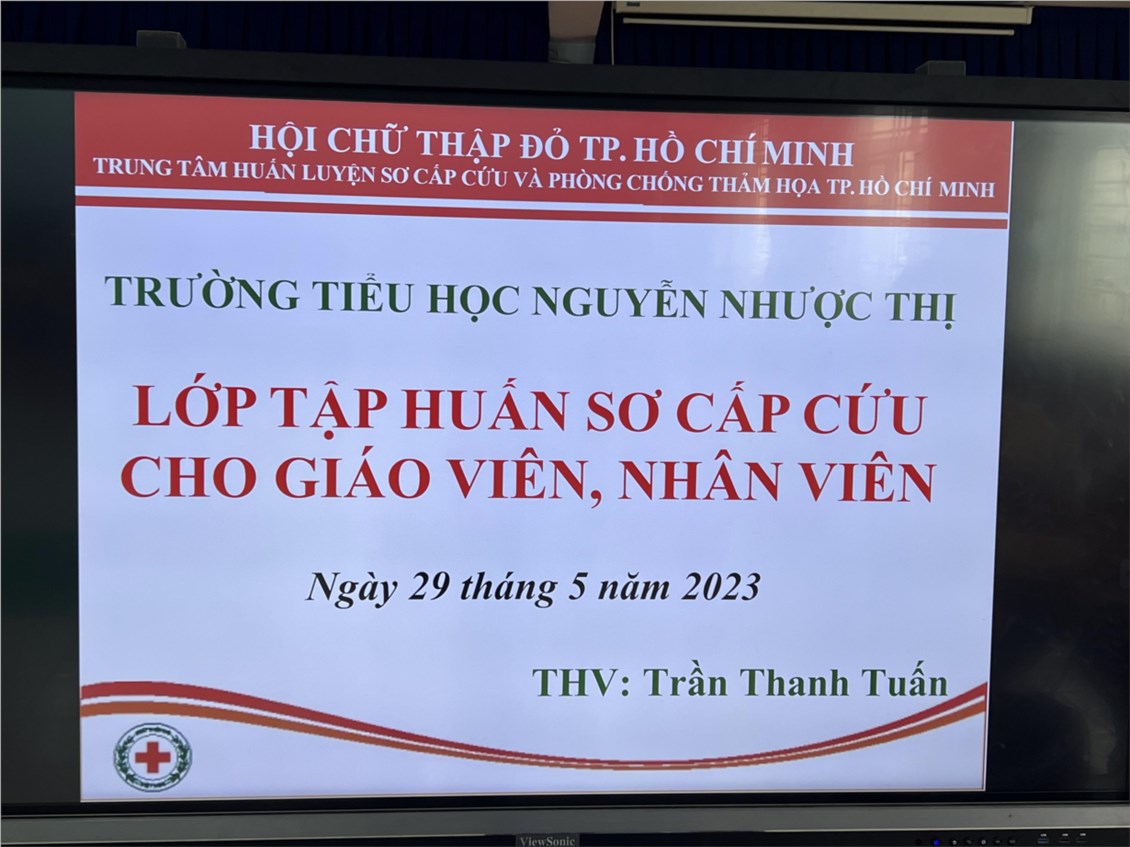 HỘI CHỮ THẬP ĐỎ TP. HỒ CHÍ MINH
TRUNG TÂM HUẤN LUYỆN SƠ CẤP CỨU VÀ PHÒNG CHỐNG THẢM HỌA TP. HỒ CHÍ MINH
TRƯỜNG TIỂU HỌC NGUYỄN NHƯỢC THỊ
LỚP TẬP HUẤN SƠ CẤP CỨU
CHO GIÁO VIÊN, NHÂN VIÊN
Ngày 29 tháng 5 năm 2023
THV: Trần Thanh Tuấn
ViewSonic